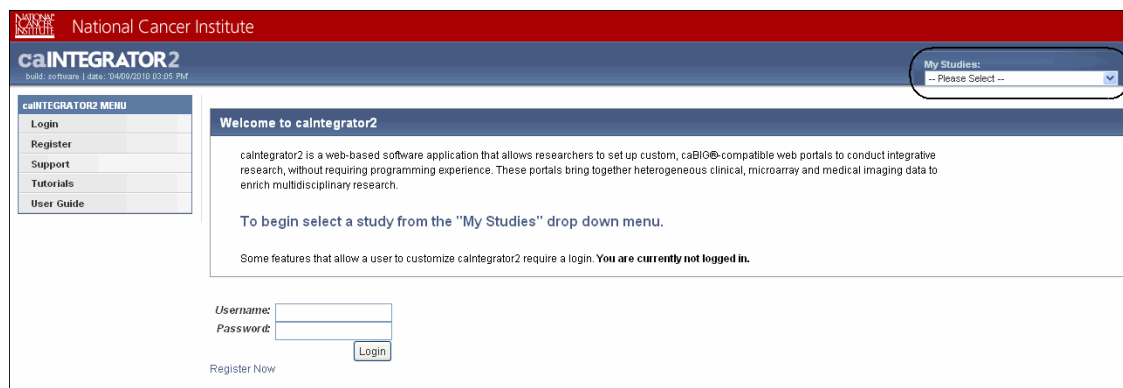 NATIONAL
CANCER
INSTITUTE
National Cancer Institute
caINTEGRATOR2
build: software | date: '04/09/2010 03:05 PM'
My Studies:
-- Please Select --
caINTEGRATOR2 MENU
Login
Register
Support
Tutorials
User Guide
Welcome to caIntegrator2
caIntegrator2 is a web-based software application that allows researchers to set up custom, caBIG®-compatible web portals to conduct integrative
research, without requiring programming experience. These portals bring together heterogeneous clinical, microarray and medical imaging data to
enrich multidisciplinary research.
To begin select a study from the "My Studies" drop down menu.
Some features that allow a user to customize caIntegrator2 require a login. You are currently not logged in.
Username:
Password:
Login
Register Now